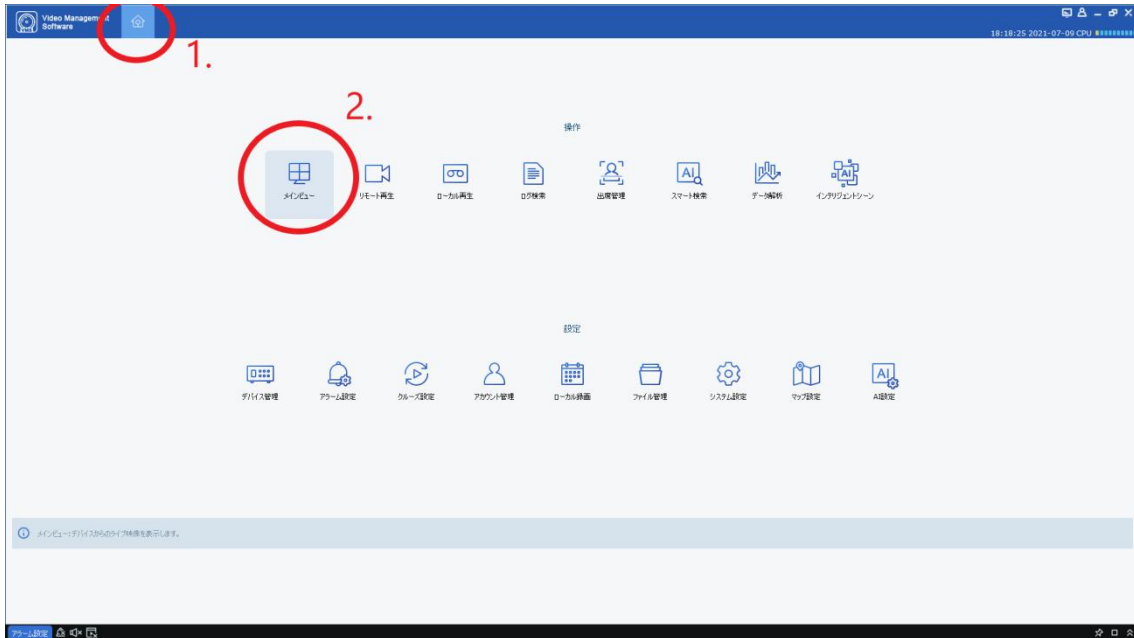 Video Management
Software
18:18:25 2021-07-09 CPU
1.
2.
操作
メインビュー
リモート再生
ローカル再生
ログ検索
出席管理
スマート検索
データ解析
インテリジェントシーン
設定
デバイス管理
アラーム設定
クルーズ設定
アカウント管理
ローカル録画
ファイル管理
システム設定
マップ設定
AI設定
メインビュー:デバイスからのライブ映像を表示します。
アラーム設定